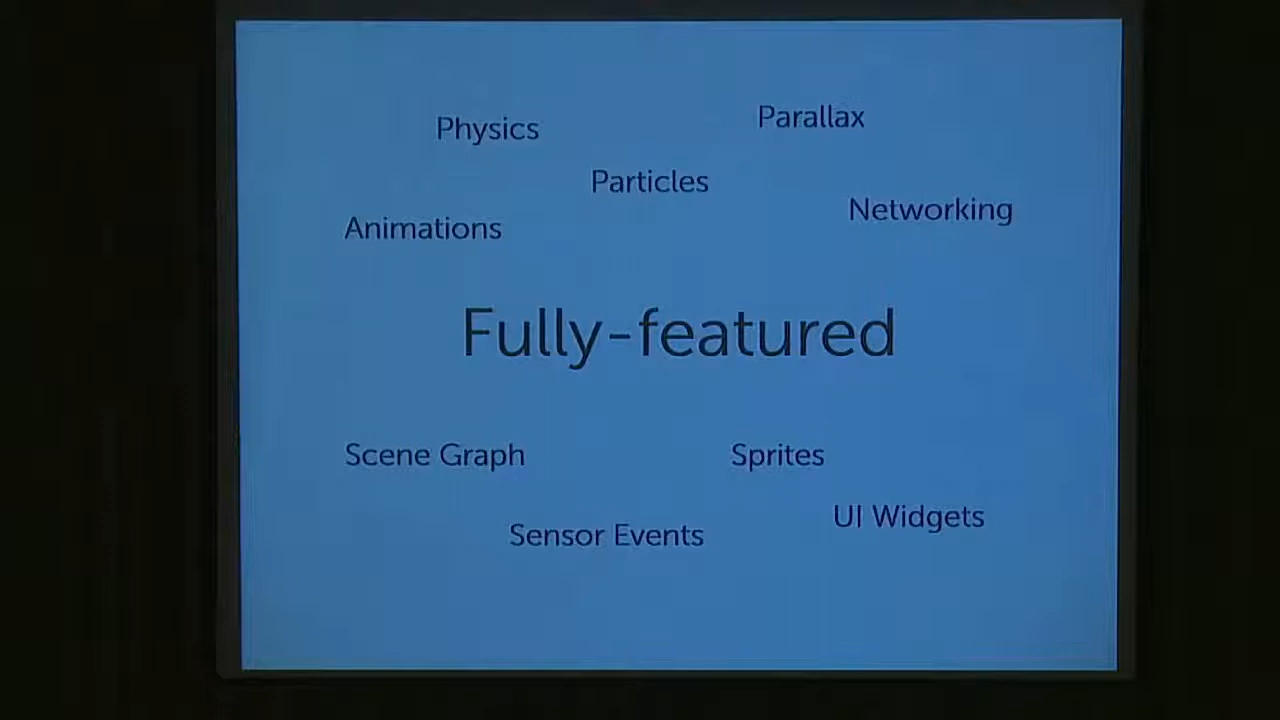 Physics
Parallax
Particles
Networking
Animations
Fully-featured
Scene Graph
Sprites
UI Widgets
Sensor Events